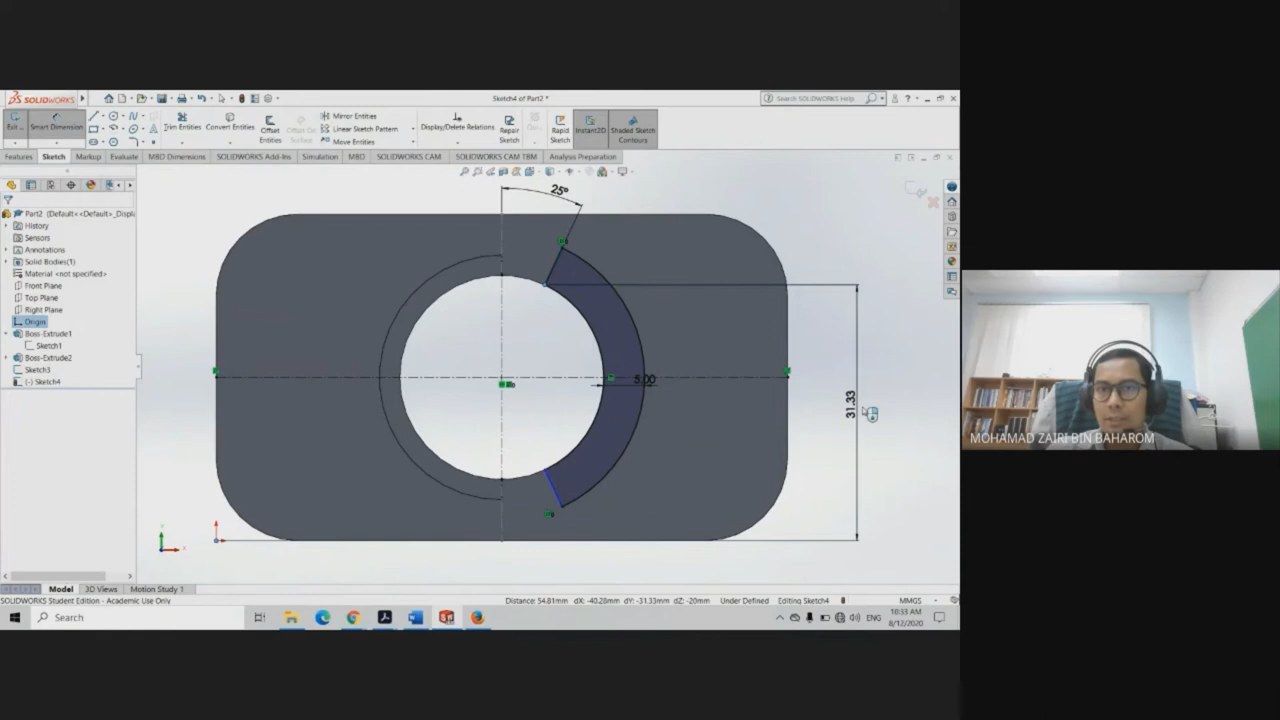 SOLIDWORKS
Sketch4 of Part2 *
Search SOLIDWORKS Help
Exit...
Smart Dimension
Trim Entities
Convert Entities
Offset Entities
Mirror Entities
Linear Sketch Pattern
Move Entities
Display/Delete Relations
Repair Sketch
Rapid Sketch
Instant2D
Shaded Sketch Contours
Features
Sketch
Markup
Evaluate
MBD Dimensions
SOLIDWORKS Add-Ins
Simulation
MBD
SOLIDWORKS CAM
SOLIDWORKS CAM TBM
Analysis Preparation
Part2 (Default<<Default>_Displa
History
Sensors
Annotations
Solid Bodies(1)
Material <not specified>
Front Plane
Top Plane
Right Plane
Origin
Boss-Extrude1
Sketch1
Boss-Extrude2
Sketch3
(-) Sketch4
25°
5.00
31.33
MOHAMAD ZAIRI BIN BAHAROM
Model
3D Views
Motion Study 1
SOLIDWORKS Student Edition - Academic Use Only
Distance: 54.81mm dX: -40.28mm dY: -31.33mm dZ: -20mm Under Defined Editing Sketch4
MMGS
Search
ENG
10:33 AM
8/12/2020